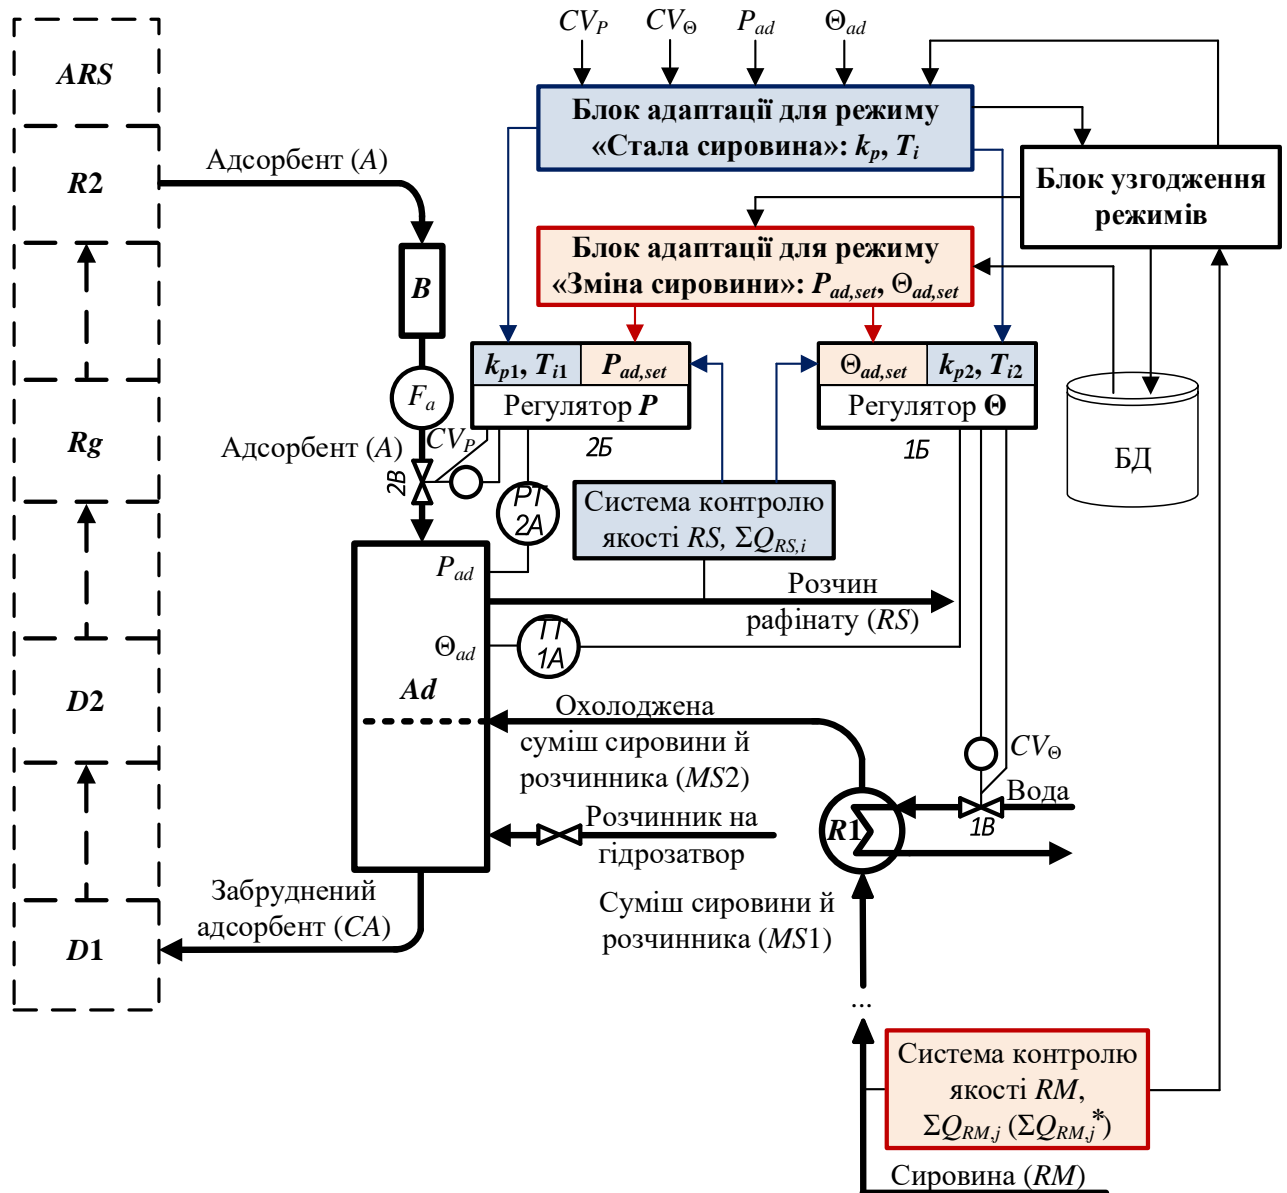 CV_P
CV_Θ
P_ad
Θ_ad
ARS
Блок адаптації для режиму
«Стала сировина»: k_p, T_i
Адсорбент (A)
R2
Блок узгодження
режимів
Блок адаптації для режиму
«Зміна сировини»: P_ad,set, Θ_ad,set
B
k_p1, T_i1
P_ad,set
Θ_ad,set
k_p2, T_i2
F_a
Регулятор P
Регулятор Θ
Rg
Адсорбент (A)
CV_P
2Б
1Б
БД
2В
PT
2А
Система контролю
якості RS, ΣQ_RS,i
P_ad
Розчин
рафінату (RS)
Θ_ad
TT
1А
Ad
D2
Охолоджена
суміш сировини й
розчинника (MS2)
CV_Θ
Вода
1В
R1
Розчинник на
гідрозатвор
Забруднений
адсорбент (CA)
D1
Суміш сировини й
розчинника (MS1)
...
Система контролю
якості RM,
ΣQ_RM,j (ΣQ_RM,j*)
Сировина (RM)